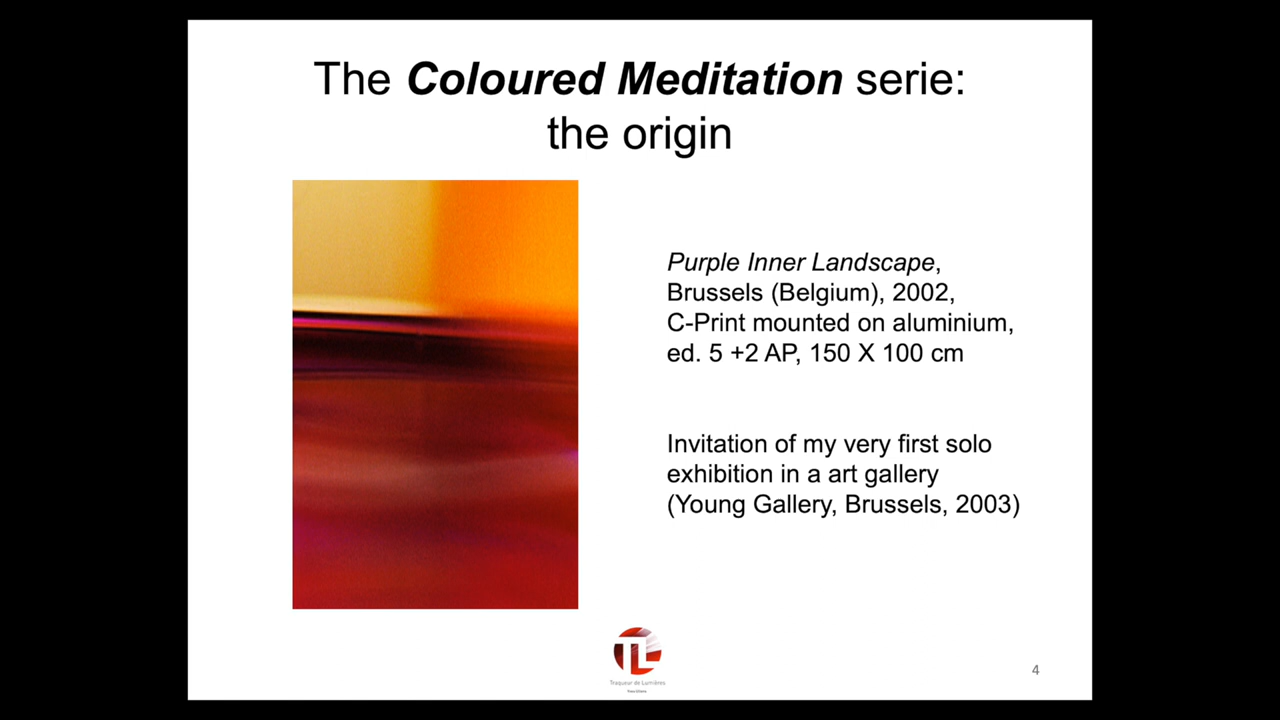 The Coloured Meditation serie:
the origin
Purple Inner Landscape,
Brussels (Belgium), 2002,
C-Print mounted on aluminium,
ed. 5 +2 AP, 150 X 100 cm
Invitation of my very first solo
exhibition in a art gallery
(Young Gallery, Brussels, 2003)
TL
Traqueur de Lumières
4